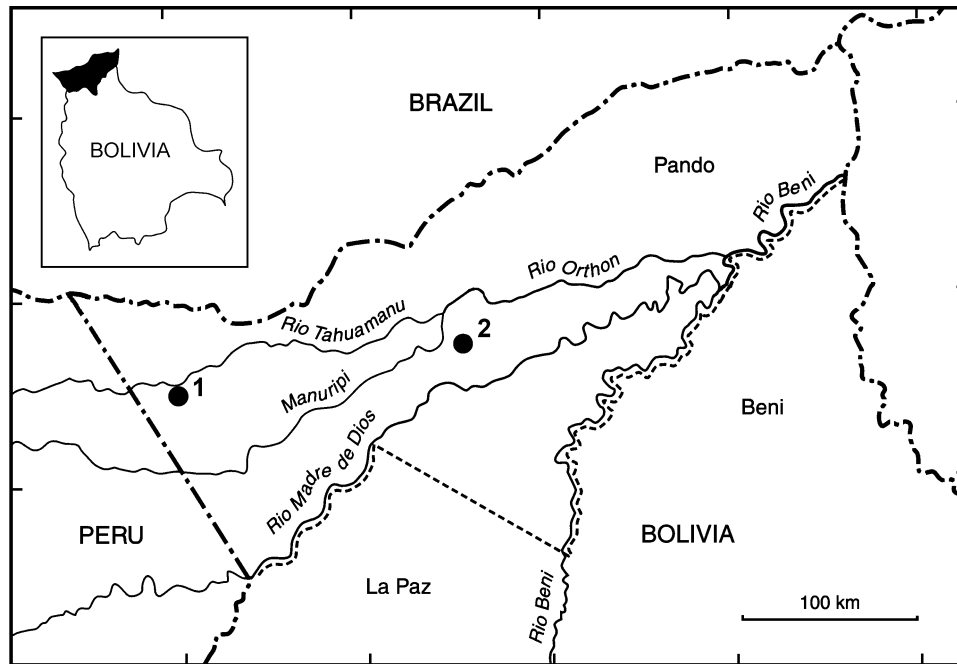 BRAZIL
BOLIVIA
Pando
Rio Beni
Rio Orthon
Rio Tahuamanu
2
1
Manuripi
Beni
Rio Madre de Dios
PERU
BOLIVIA
La Paz
Rio Beni
100 km